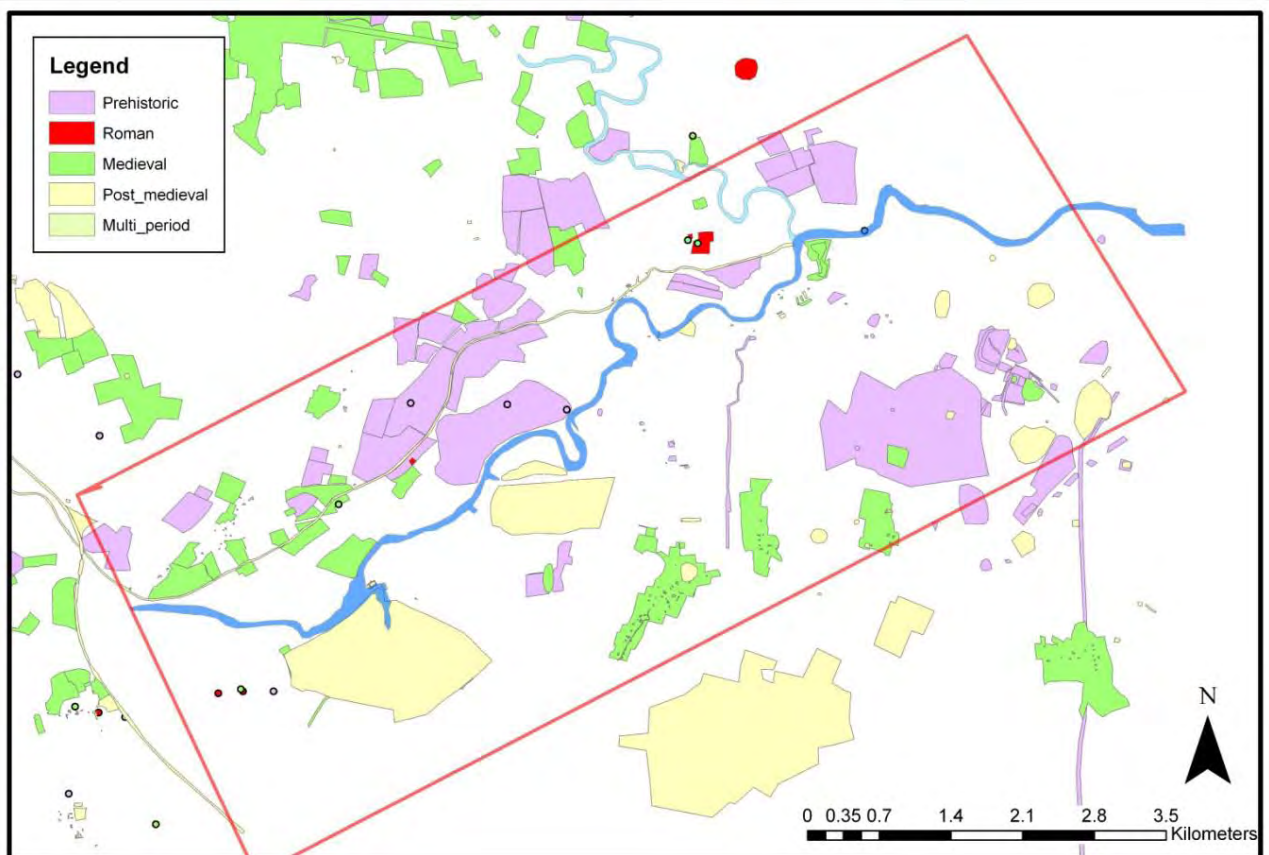 Legend
Prehistoric
Roman
Medieval
Post_medieval
Multi_period
N
0 0.35 0.7 1.4 2.1 2.8 3.5
Kilometers